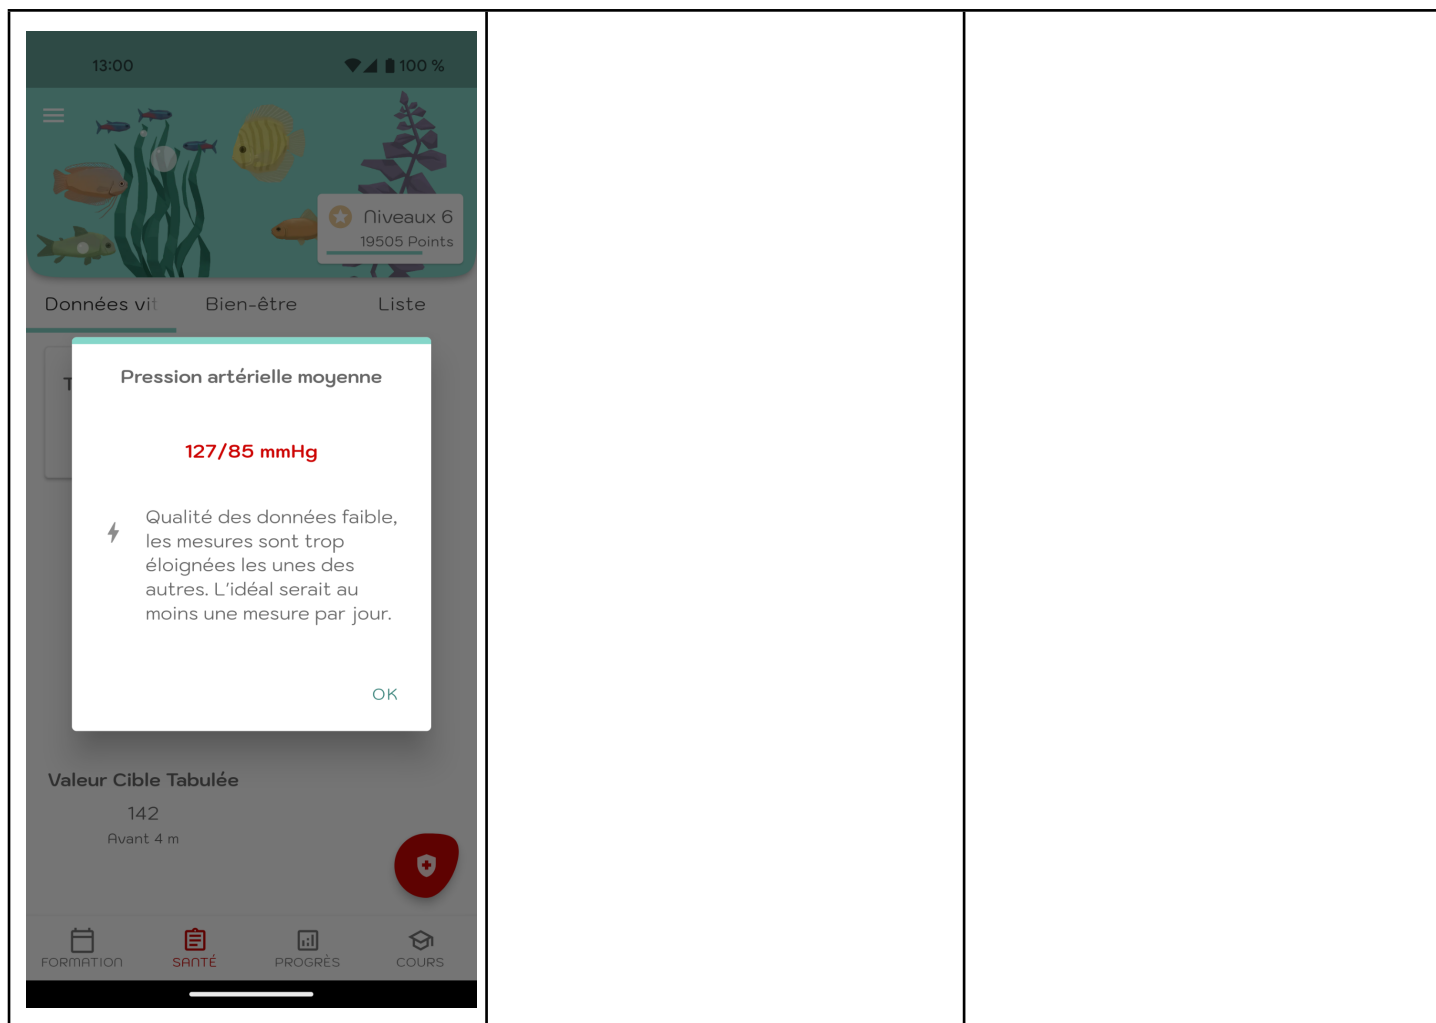 13:00
100 %
Niveaux 6
19505 Points
Données vit
Bien-être
Liste
T
Pression artérielle moyenne
127/85 mmHg
Qualité des données faible,
les mesures sont trop
éloignées les unes des
autres. L'idéal serait au
moins une mesure par jour.
OK
Valeur Cible Tabulée
142
Avant 4 m
FORMATION
SANTÉ
PROGRÈS
COURS